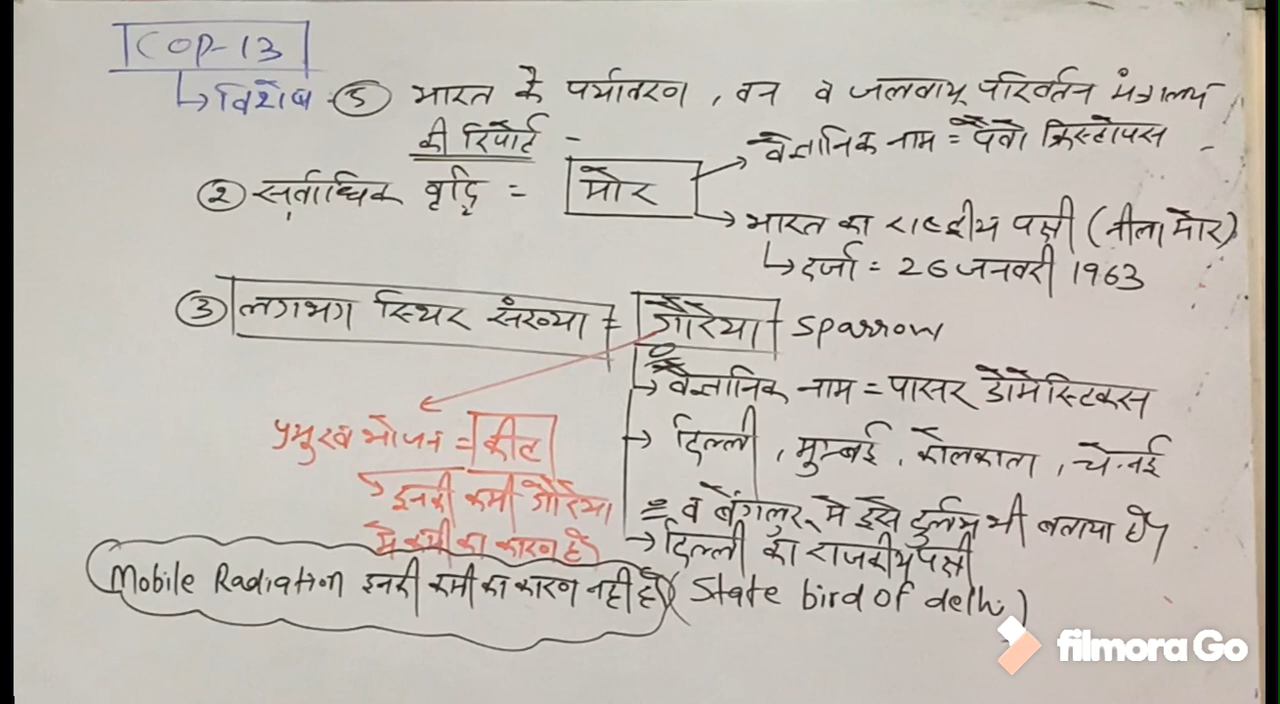 COP-13
↳ विशेष - ⑤ भारत के पर्यावरण, वन व जलवायु परिवर्तन मंत्रालय
की रिपोर्ट -
→ वैज्ञानिक नाम = पैवो क्रिस्टोपस
② सर्वाधिक वृद्धि = मोर
→ भारत का राष्ट्रीय पक्षी (नीला मोर)
↳ दर्जा = 26 जनवरी 1963
③ लगभग स्थिर संख्या = गौरैया - Sparrow
→ वैज्ञानिक नाम = पासर डोमेस्टिकस
प्रमुख भोजन = कीट
→ दिल्ली, मुम्बई, कोलकाता, चेन्नई
इनकी कमी गौरैया
व बेंगलुरू मे इसे दुर्लभ भी बताया है
मे कमी का कारण है
→ दिल्ली का राजकीय पक्षी
Mobile Radiation इनकी कमी का कारण नही है (State bird of delhi)
filmora Go